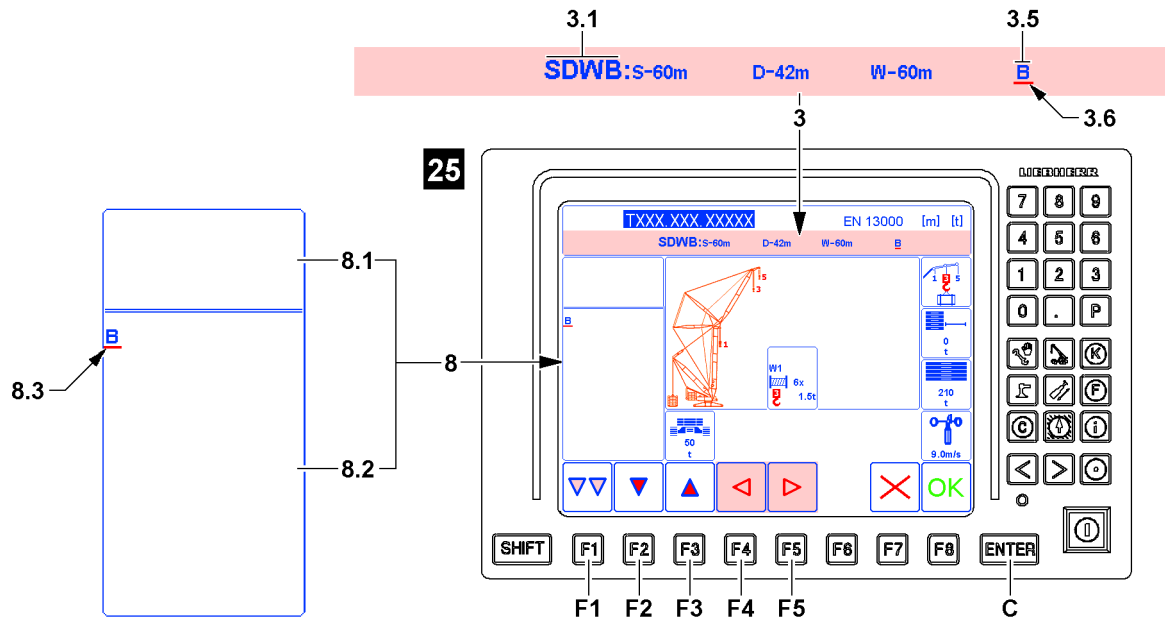 3.1
3.5
SDWB:S-60m D-42m W-60m B
3.6
3
25
LIEBHERR
TXXX.XXX.XXXXX EN 13000 [m] [t]
SDWB:S-60m D-42m W-60m B
7 8 9
4 5 6
1 2 3
0 . P
8.1
B
8.3
8
8.2
B
5
3
1
W1
6x
1.5t
1 3 5
0
t
210
t
50
t
9.0m/s
OK
K
F
C i
< >
SHIFT F1 F2 F3 F4 F5 F6 F7 F8 ENTER
F1 F2 F3 F4 F5 C